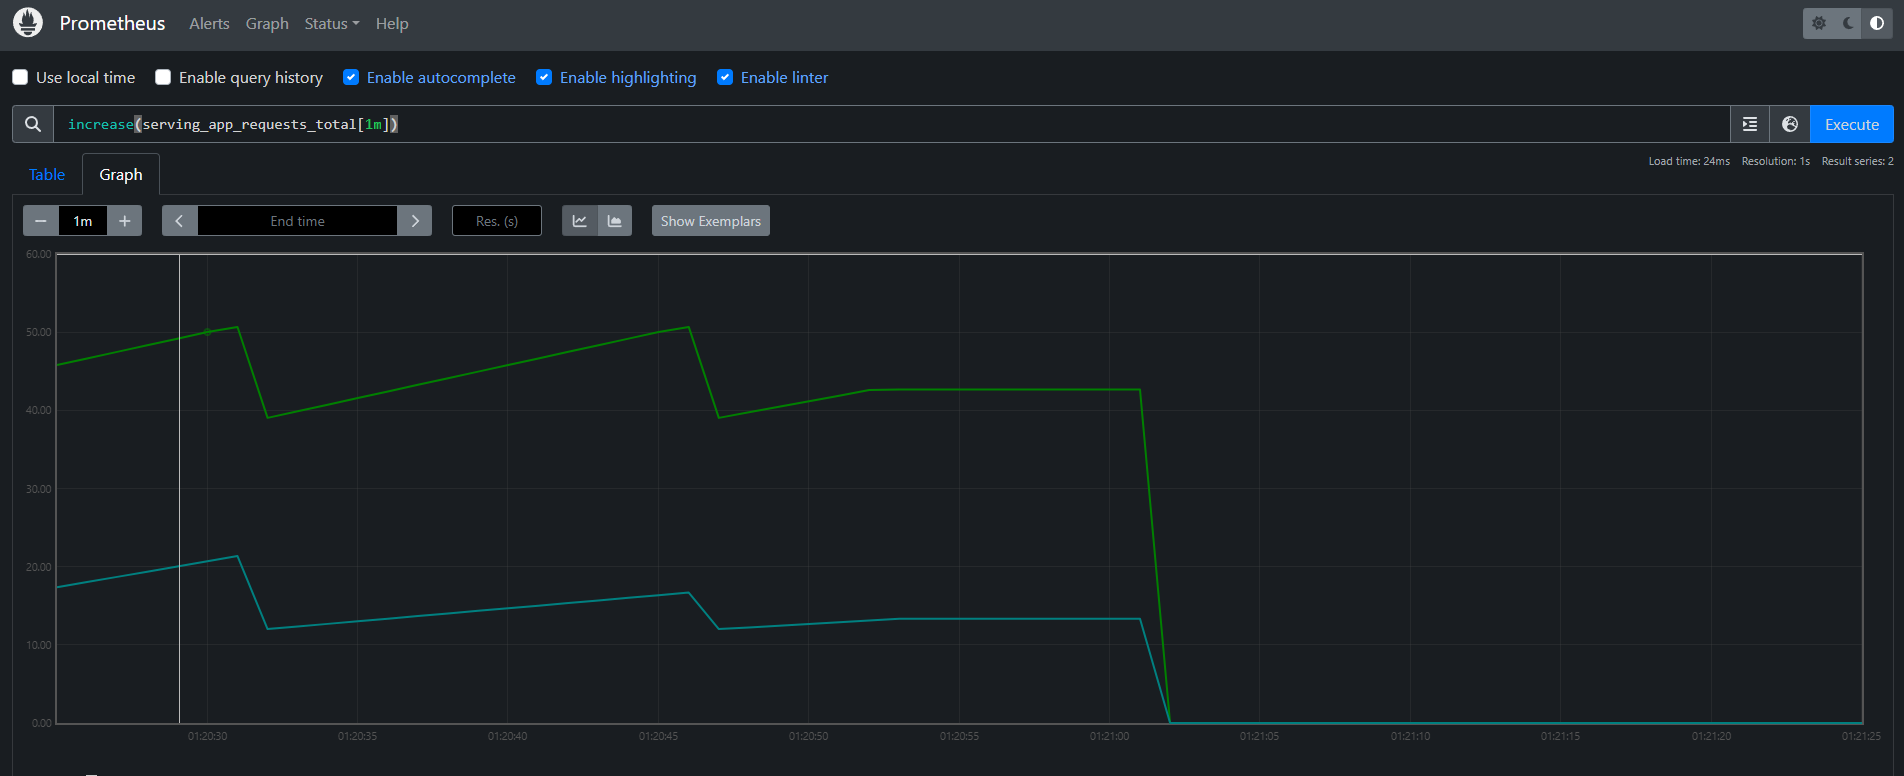 Prometheus Alerts Graph Status Help
Use local time Enable query history Enable autocomplete Enable highlighting Enable linter
increase(serving_app_requests_total[1m]) Execute
Table Graph Load time: 24ms Resolution: 1s Result series: 2
1m End time Res. (s) Show Exemplars
60.00
50.00
40.00
30.00
20.00
10.00
0.00
01:20:30 01:20:35 01:20:40 01:20:45 01:20:50 01:20:55 01:21:00 01:21:05 01:21:10 01:21:15 01:21:20 01:21:25